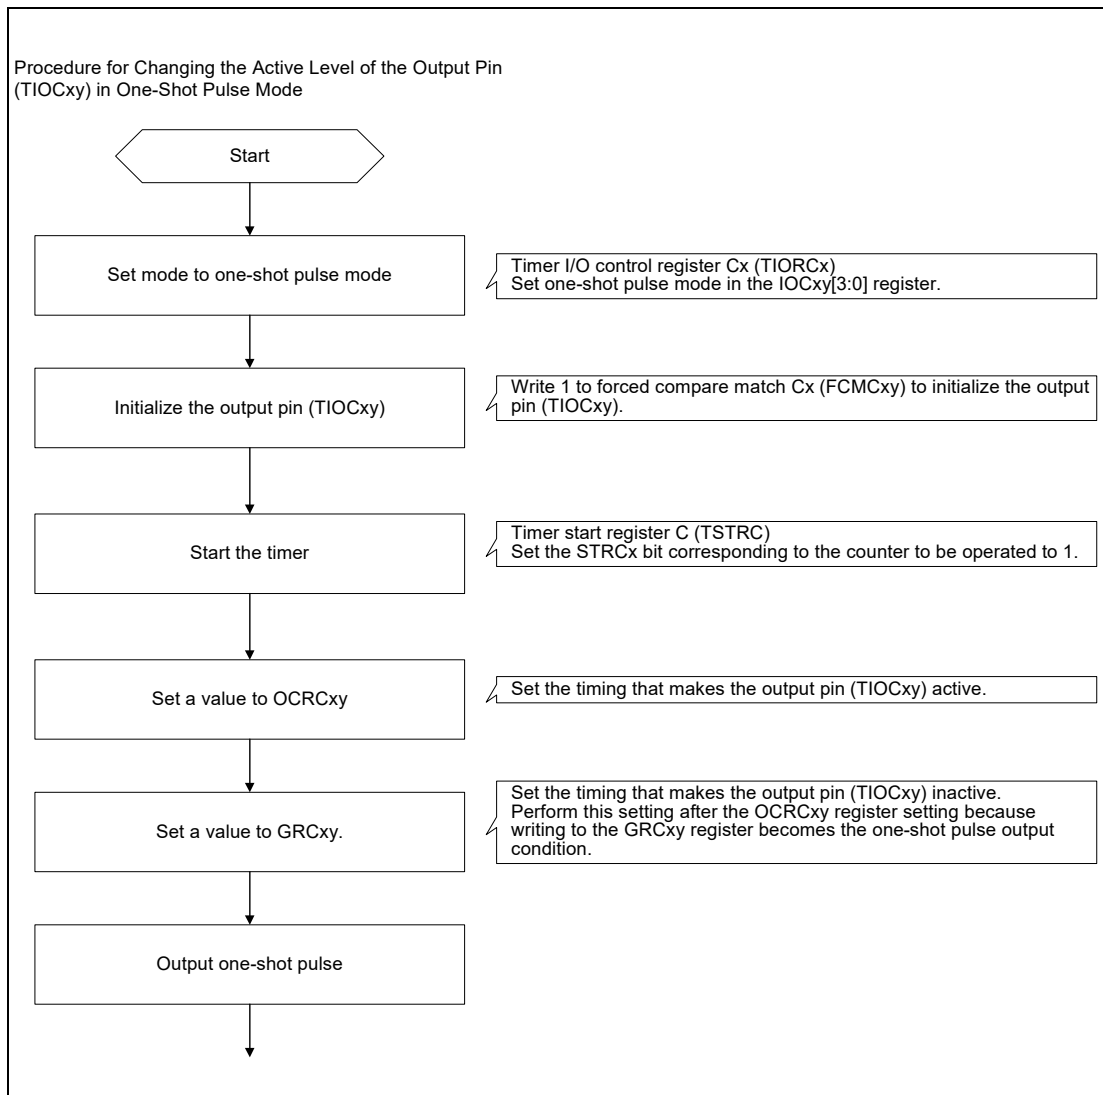 Procedure for Changing the Active Level of the Output Pin
(TIOCxy) in One-Shot Pulse Mode
Start
Set mode to one-shot pulse mode
Timer I/O control register Cx (TIORCx)
Set one-shot pulse mode in the IOCxy[3:0] register.
Initialize the output pin (TIOCxy)
Write 1 to forced compare match Cx (FCMCxy) to initialize the output
pin (TIOCxy).
Start the timer
Timer start register C (TSTRC)
Set the STRCx bit corresponding to the counter to be operated to 1.
Set a value to OCRCxy
Set the timing that makes the output pin (TIOCxy) active.
Set a value to GRCxy.
Set the timing that makes the output pin (TIOCxy) inactive.
Perform this setting after the OCRCxy register setting because
writing to the GRCxy register becomes the one-shot pulse output
condition.
Output one-shot pulse